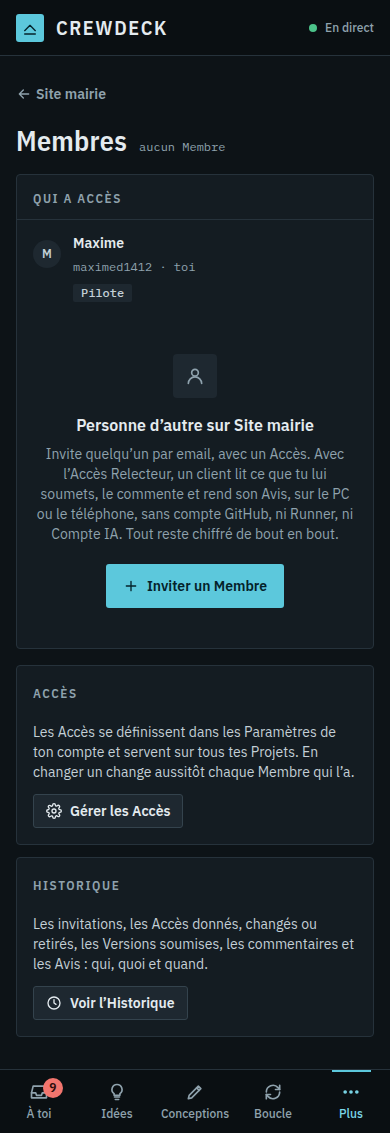 CREWDECK
En direct
← Site mairie
Membres aucun Membre
QUI A ACCÈS
M
Maxime
maximed1412 · toi
Pilote
Personne d’autre sur Site mairie
Invite quelqu’un par email, avec un Accès. Avec
l’Accès Relecteur, un client lit ce que tu lui
soumets, le commente et rend son Avis, sur le PC
ou le téléphone, sans compte GitHub, ni Runner, ni
Compte IA. Tout reste chiffré de bout en bout.
+ Inviter un Membre
ACCÈS
Les Accès se définissent dans les Paramètres de
ton compte et servent sur tous tes Projets. En
changer un change aussitôt chaque Membre qui l’a.
Gérer les Accès
HISTORIQUE
Les invitations, les Accès donnés, changés ou
retirés, les Versions soumises, les commentaires et
les Avis : qui, quoi et quand.
Voir l’Historique
9
À toi Idées Conceptions Boucle Plus